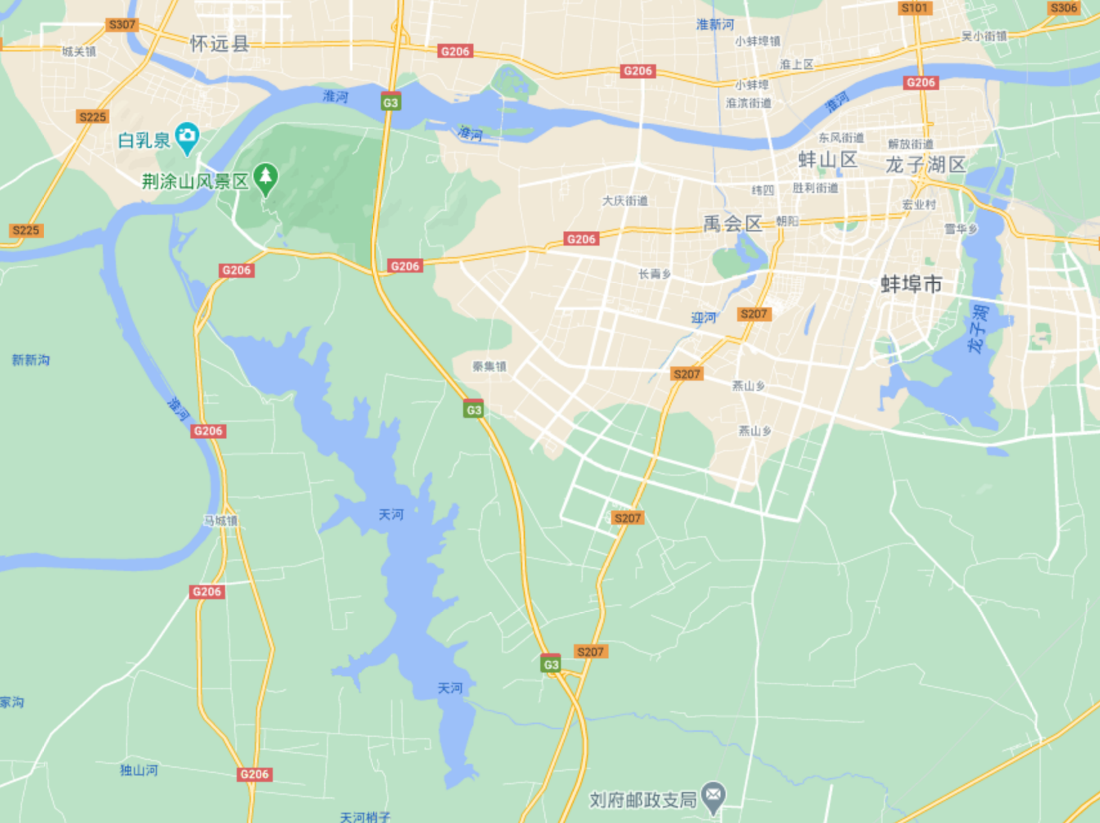 S101
S306
S307
淮新河
吴小街镇
怀远县
小蚌埠镇
城关镇
G206
淮上区
G206
小蚌埠
G206
淮河
G3
淮滨街道
淮河
S225
淮河
白乳泉
东风街道
解放街道
蚌山区
龙子湖区
荆涂山风景区
纬四
胜利街道
大庆街道
宏业村
禹会区
朝阳
S225
雪华乡
G206
G206
G206
长青乡
蚌埠市
迎河
S207
龙子湖
新新沟
秦集镇
S207
燕山乡
淮河
G3
G206
燕山乡
天河
S207
马城镇
G206
S207
G3
天河
家沟
独山河
G206
刘府邮政支局
天河梢子